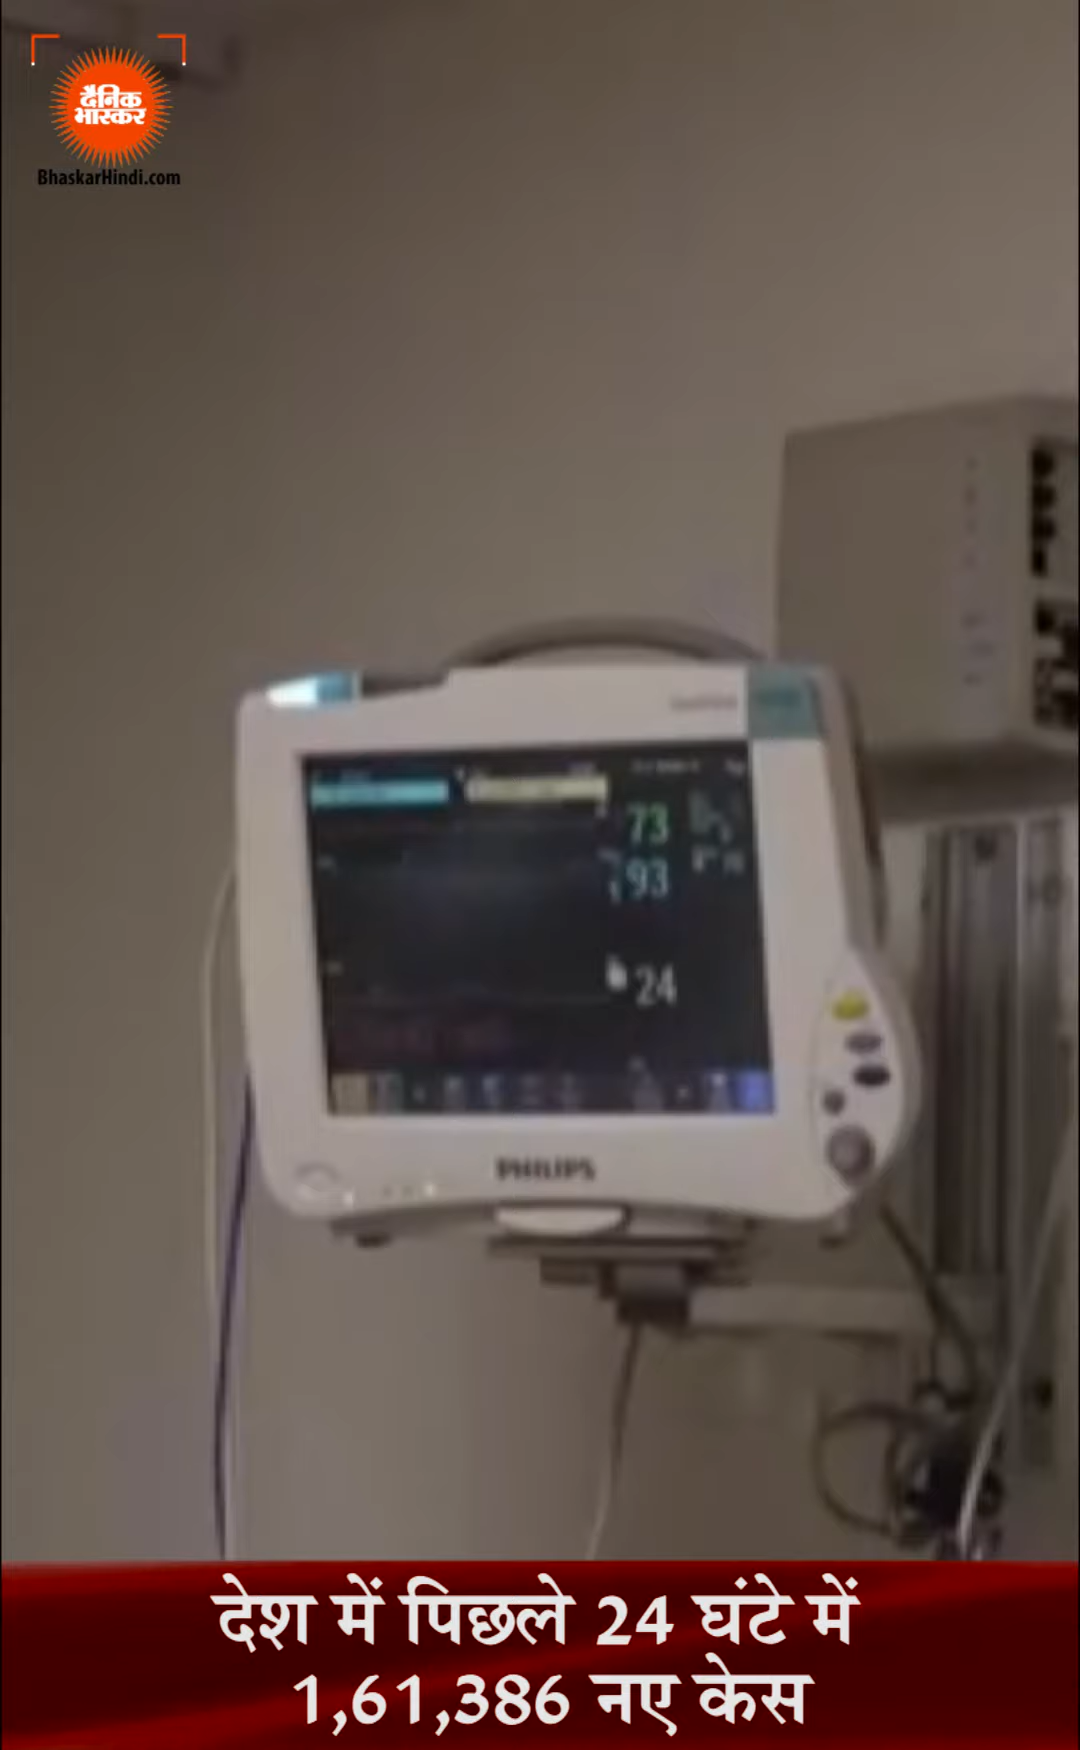 दैनिक
भास्कर
BhaskarHindi.com
73
93
24
PHILIPS
देश में पिछले 24 घंटे में
1,61,386 नए केस